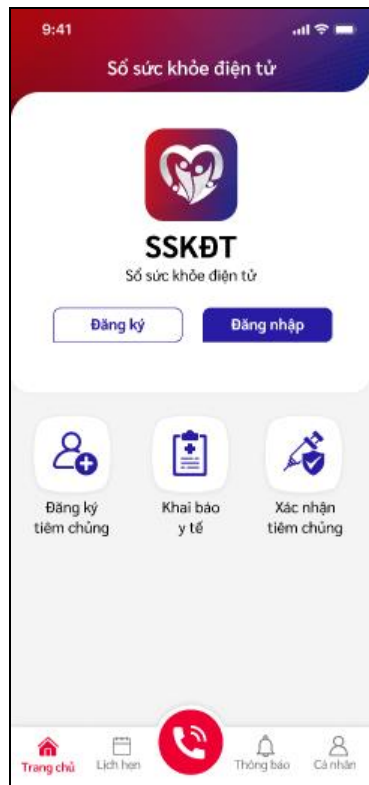 9:41
Sổ sức khỏe điện tử
SSKĐT
Sổ sức khỏe điện tử
Đăng ký
Đăng nhập
Đăng ký
tiêm chủng
Khai báo
y tế
Xác nhận
tiêm chủng
Trang chủ
Lịch hẹn
Thông báo
Cá nhân